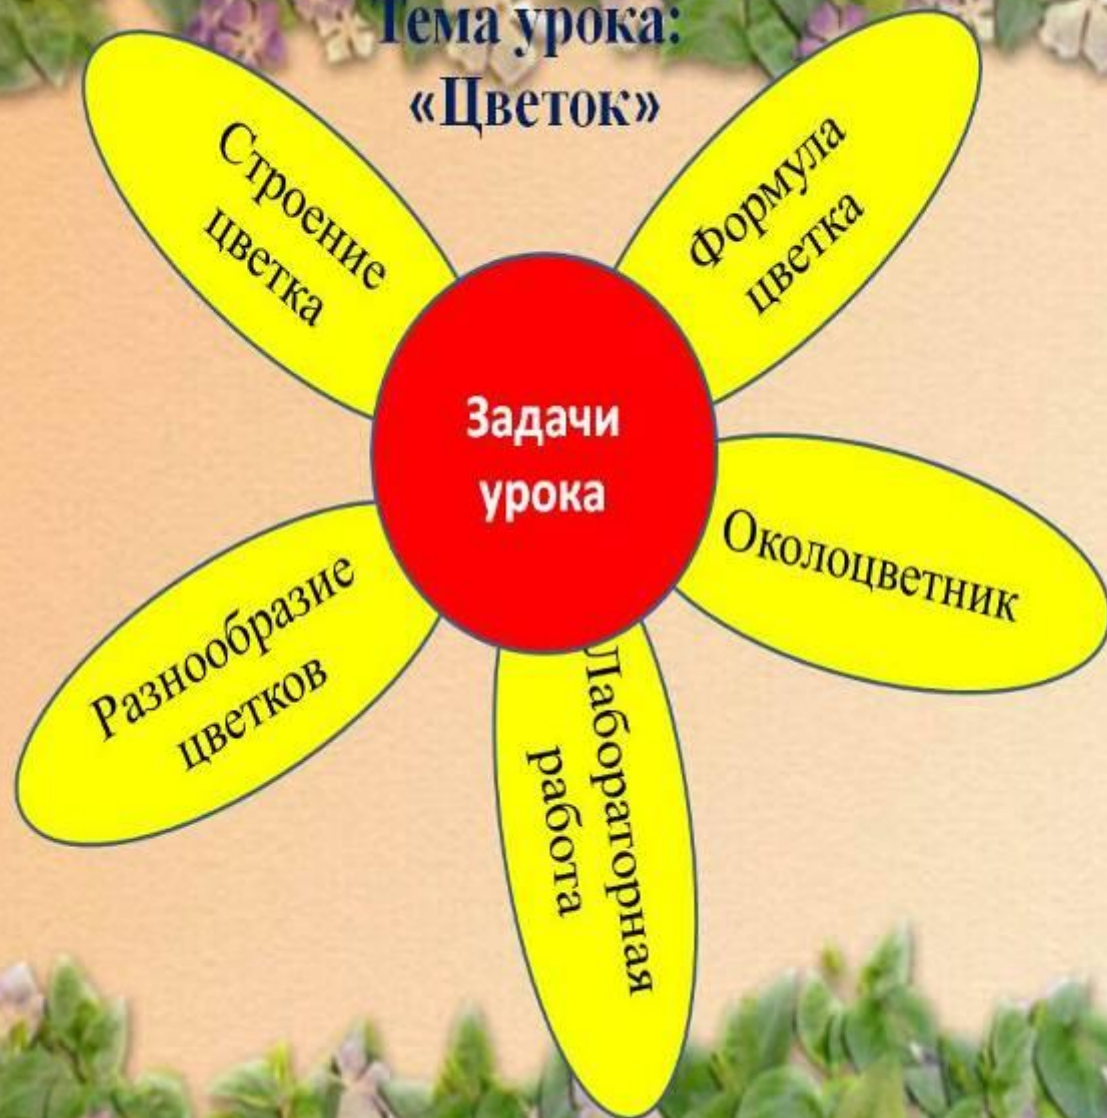 Тема урока:
«Цветок»
Строение
цветка
Формула
цветка
Задачи
урока
Околоцветник
Разнообразие
цветков
Лабораторная
работа